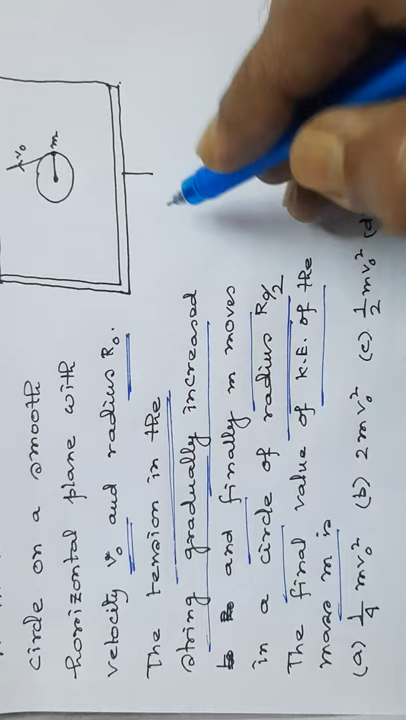 circle on a smooth
horizontal plane with
velocity v₀ and radius R₀.
The tension in the
string gradually increased
and finally m moves
in a circle of radius R₀/2
The final value of K.E. of the
mass m is
(a) 1/4 mv₀² (b) 2mv₀² (c) 1/2 mv₀² (d
v₀
m